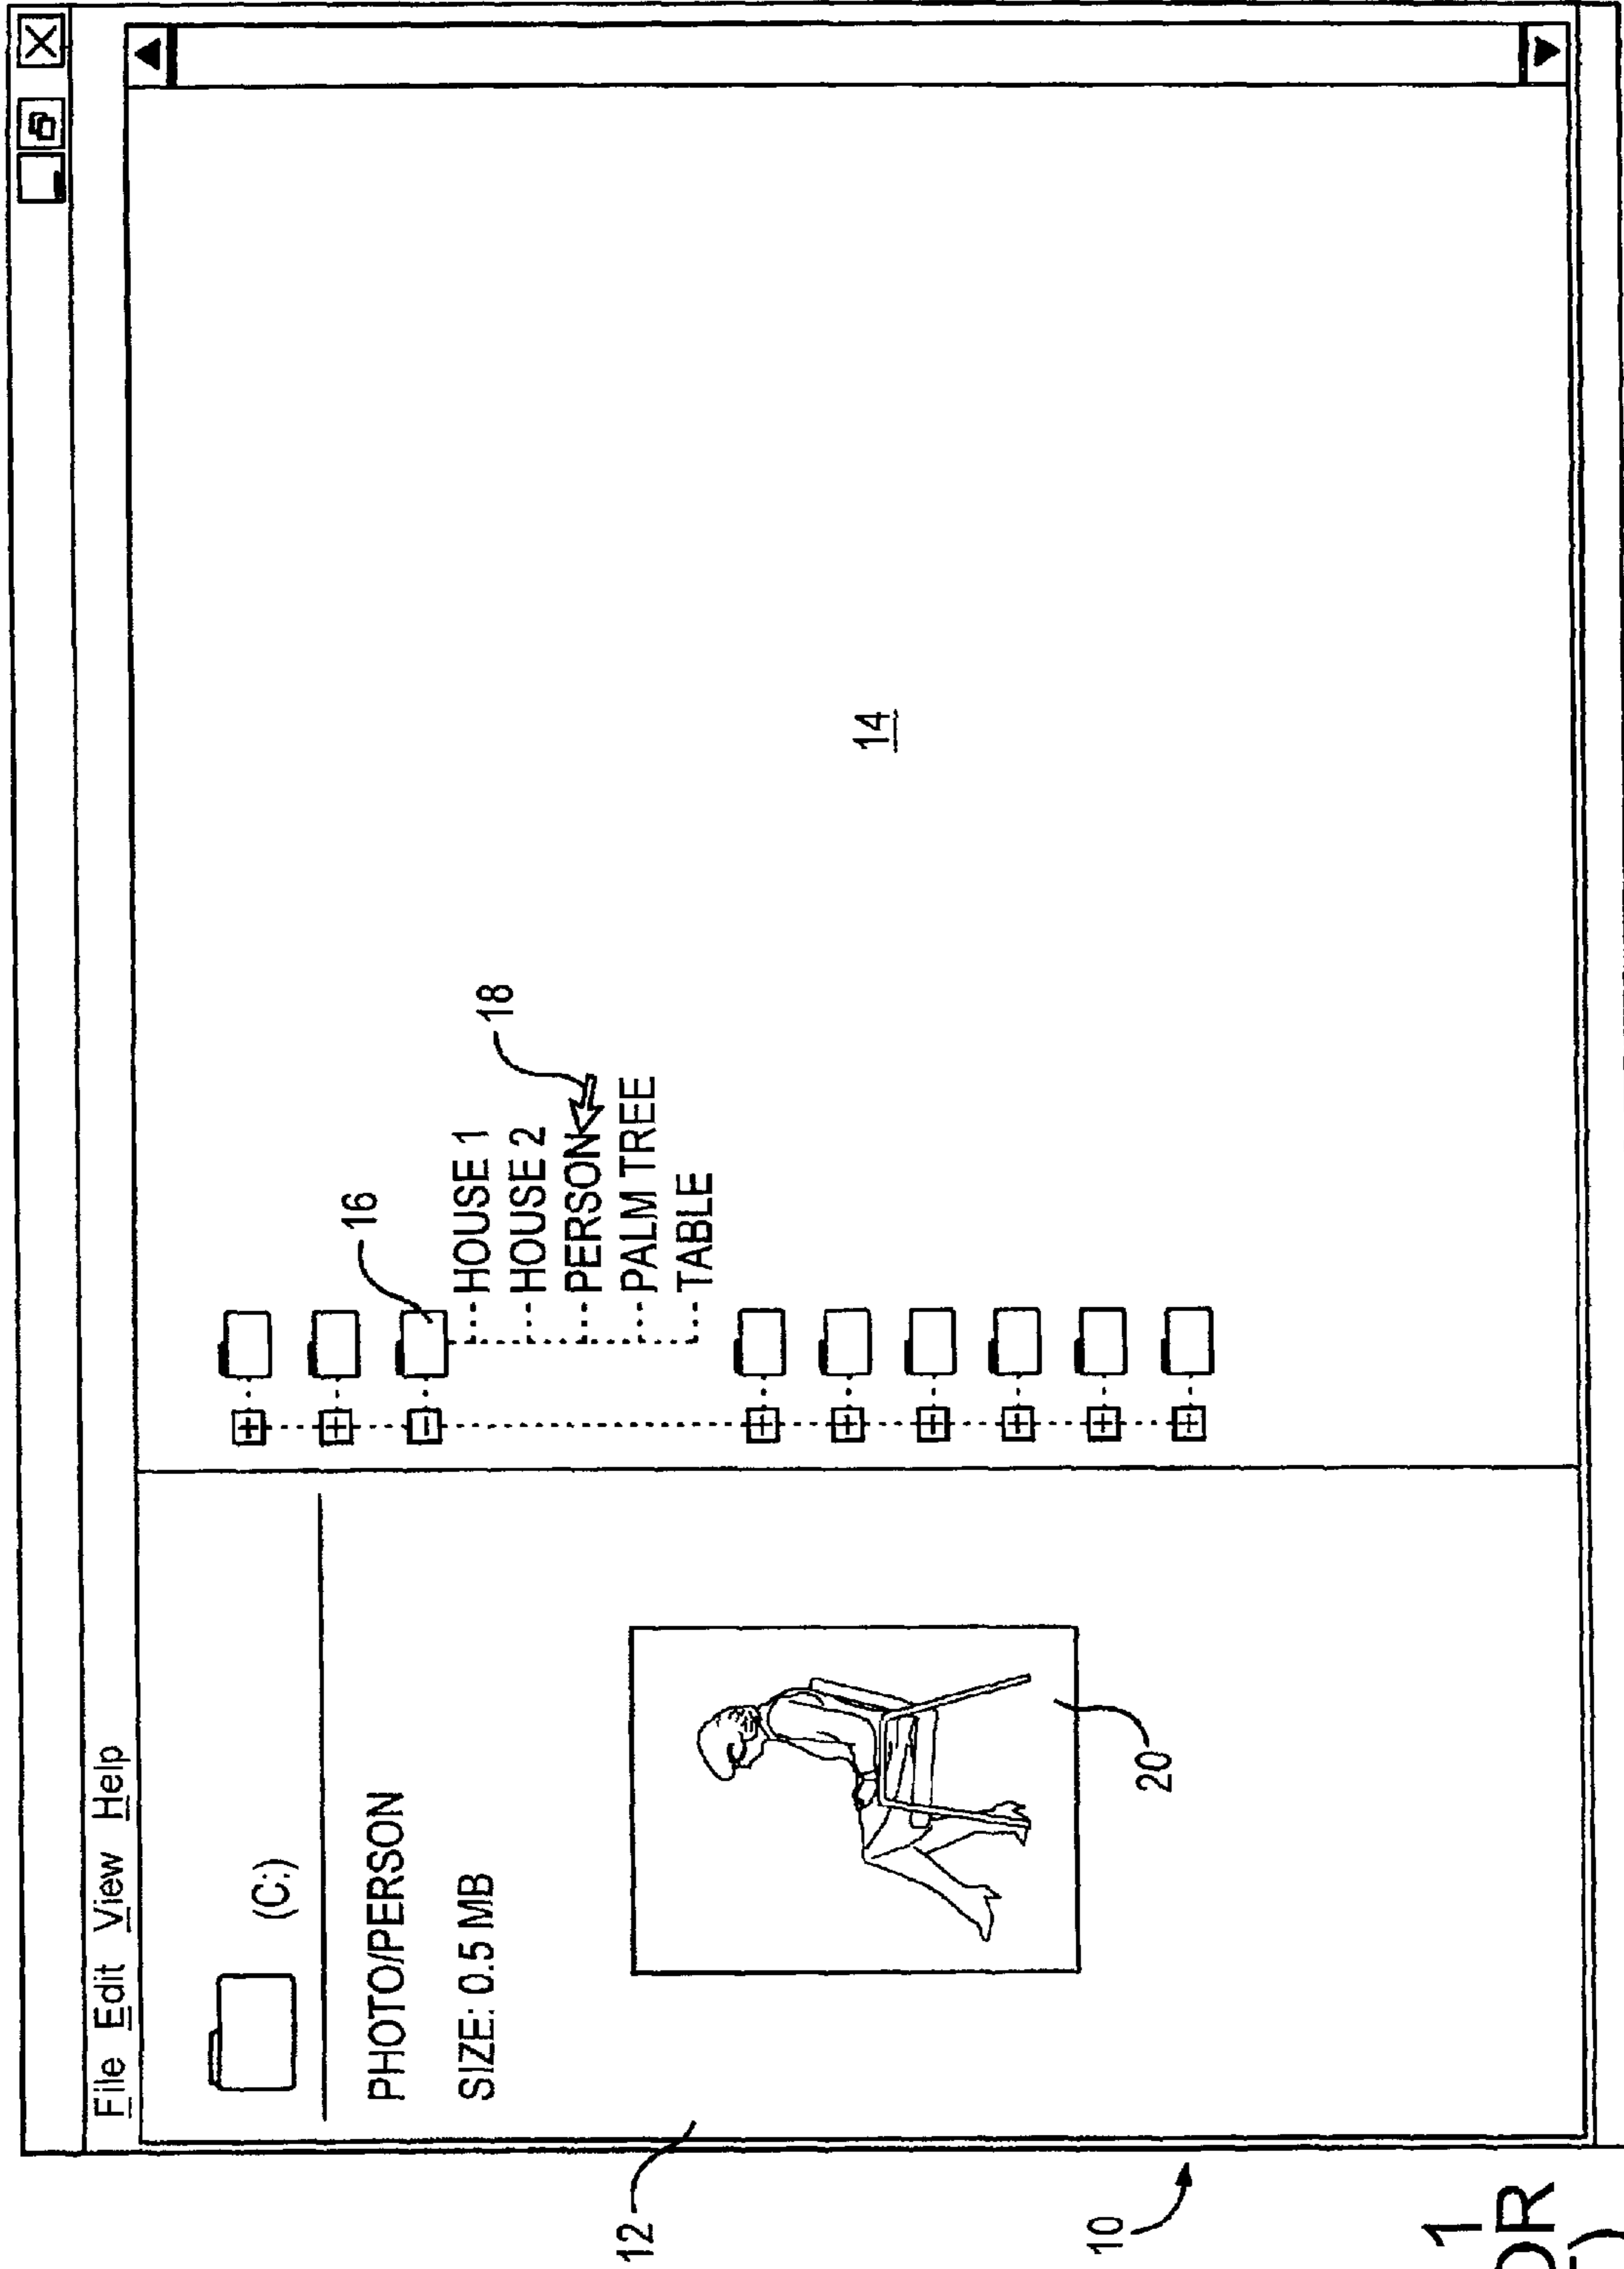 File Edit View Help
(C:)
PHOTO/PERSON
SIZE: 0.5 MB
16
HOUSE 1
HOUSE 2
PERSON
PALM TREE
TABLE
18
14
20
12
10
1